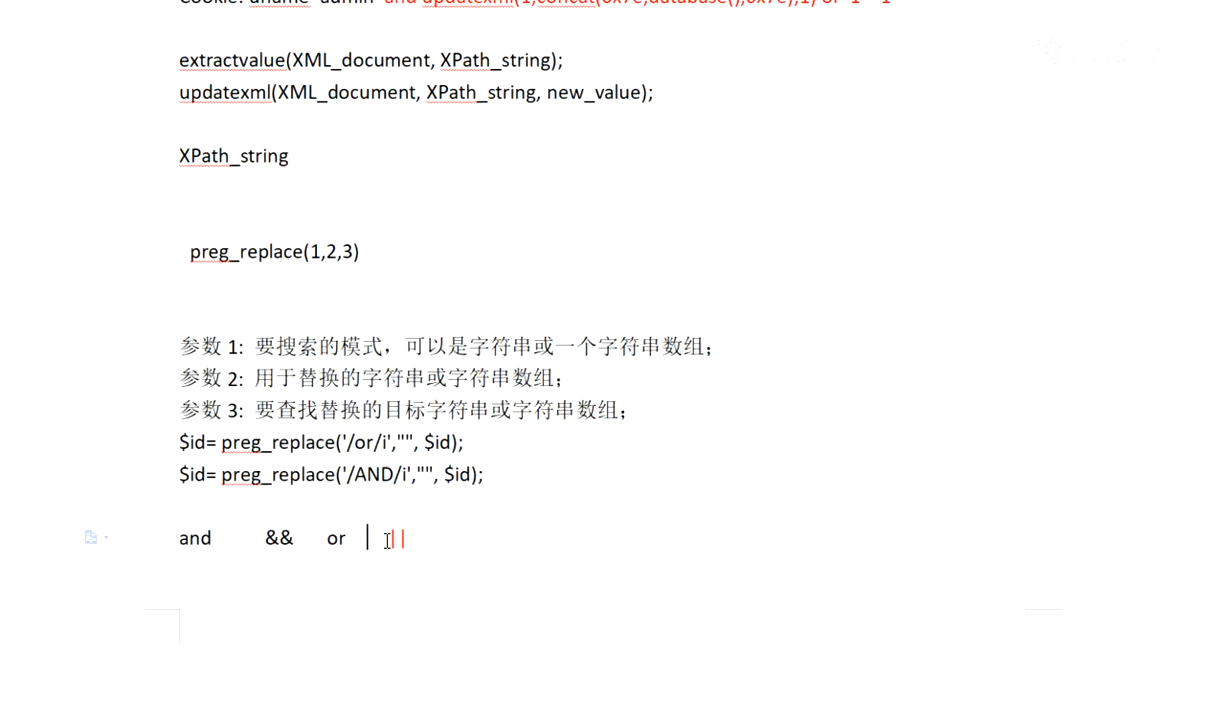 extractvalue(XML_document, XPath_string);
updatexml(XML_document, XPath_string, new_value);
XPath_string
preg_replace(1,2,3)
参数 1: 要搜索的模式，可以是字符串或一个字符串数组;
参数 2: 用于替换的字符串或字符串数组;
参数 3: 要查找替换的目标字符串或字符串数组;
$id= preg_replace('/or/i',"", $id);
$id= preg_replace('/AND/i',"", $id);
and && or ||